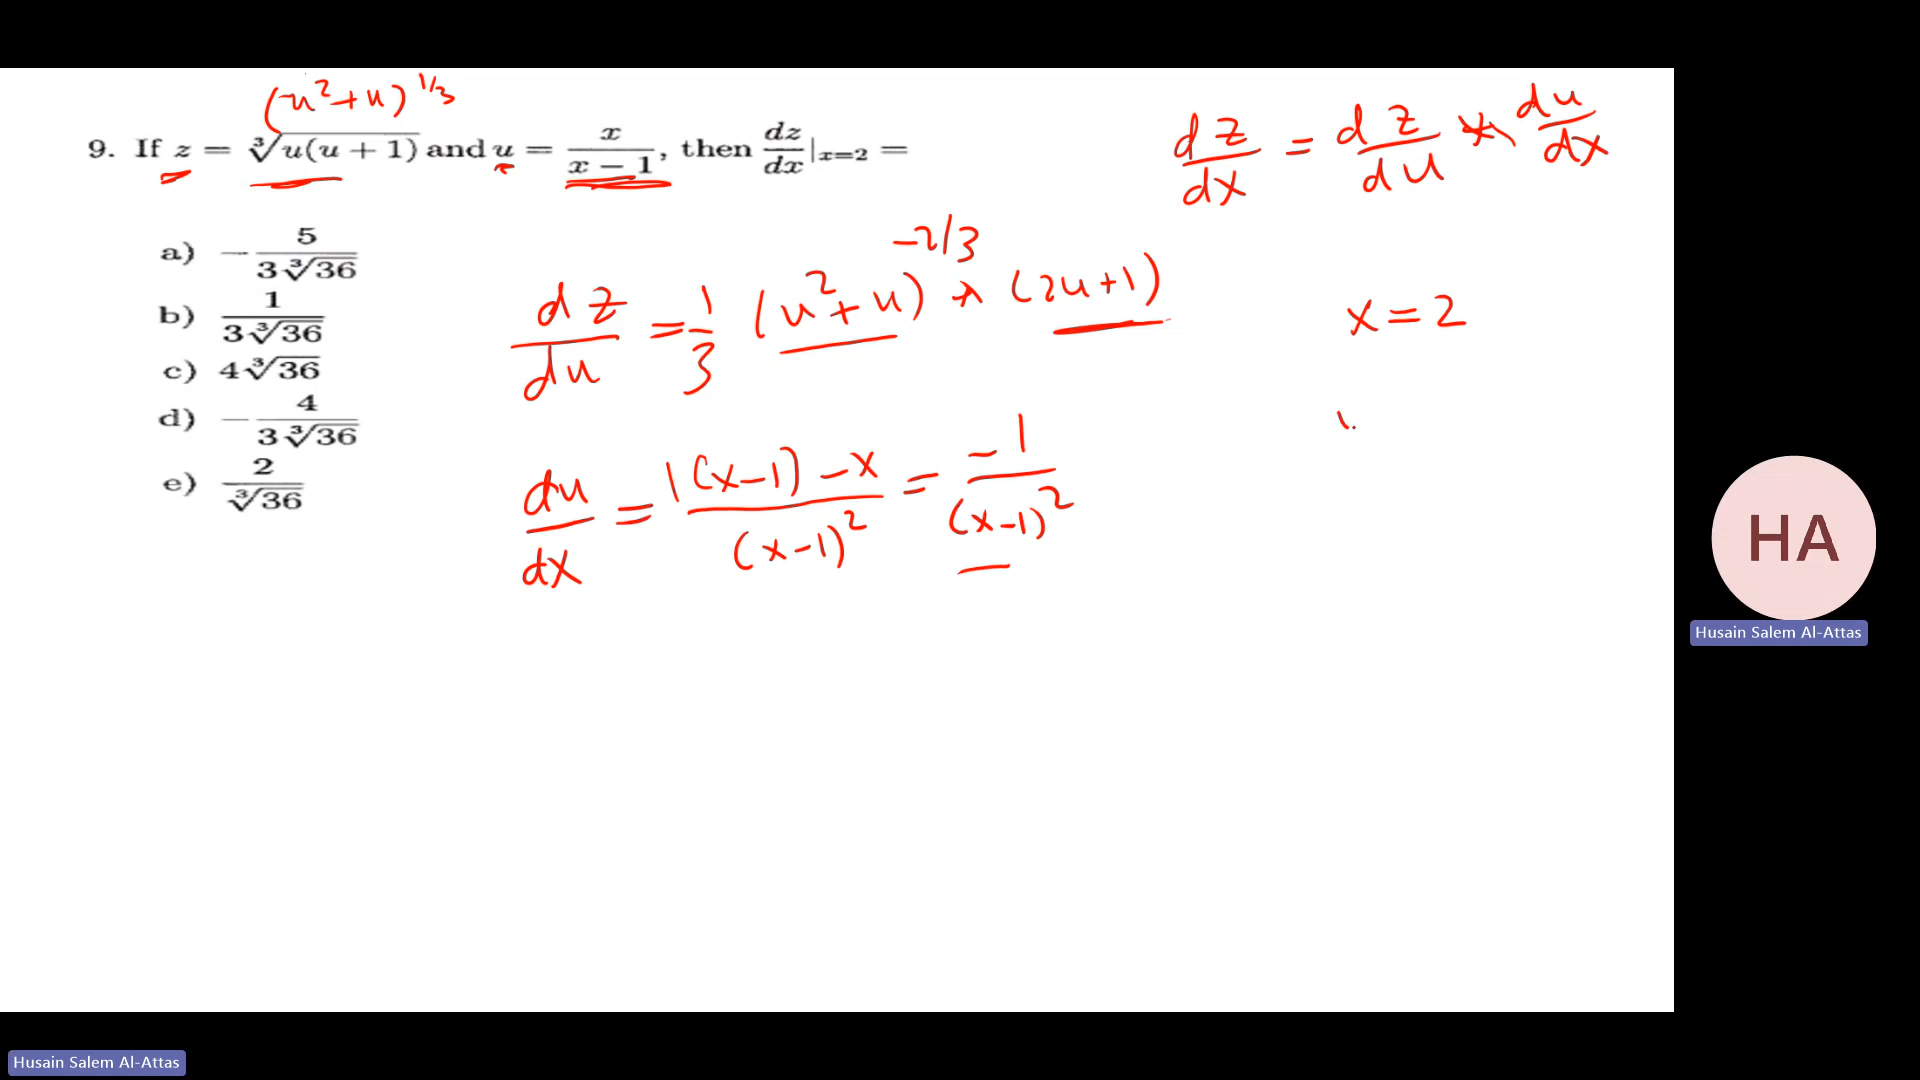 (u²+u)^1/3
9. If z = ∛u(u + 1) and u = x/(x − 1), then dz/dx|x=2 =
dz/dx = dz/du * du/dx
a) −5/(3∛36)
b) 1/(3∛36)
c) 4∛36
d) −4/(3∛36)
e) 2/∛36
dz/du = 1/3 (u²+u)^−2/3 * (2u+1)
x = 2
du/dx = 1(x−1)−x/(x−1)² = −1/(x−1)²
HA
Husain Salem Al-Attas
Husain Salem Al-Attas